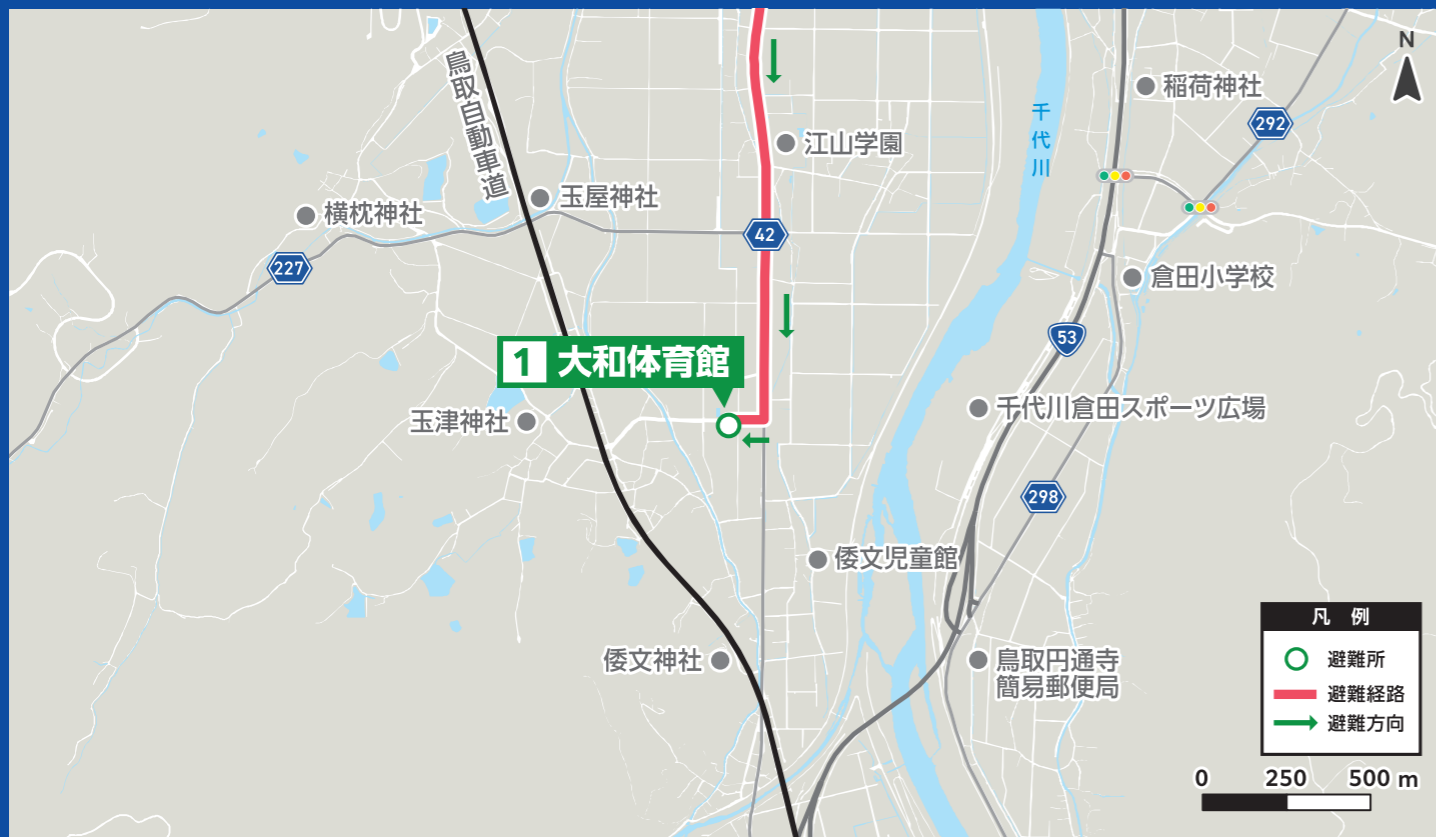 N
鳥取自動車道
稲荷神社
292
千代川
江山学園
玉屋神社
横枕神社
42
227
倉田小学校
53
1 大和体育館
千代川倉田スポーツ広場
玉津神社
298
倭文児童館
倭文神社
鳥取円通寺
簡易郵便局
凡 例
避難所
避難経路
避難方向
0 250 500 m